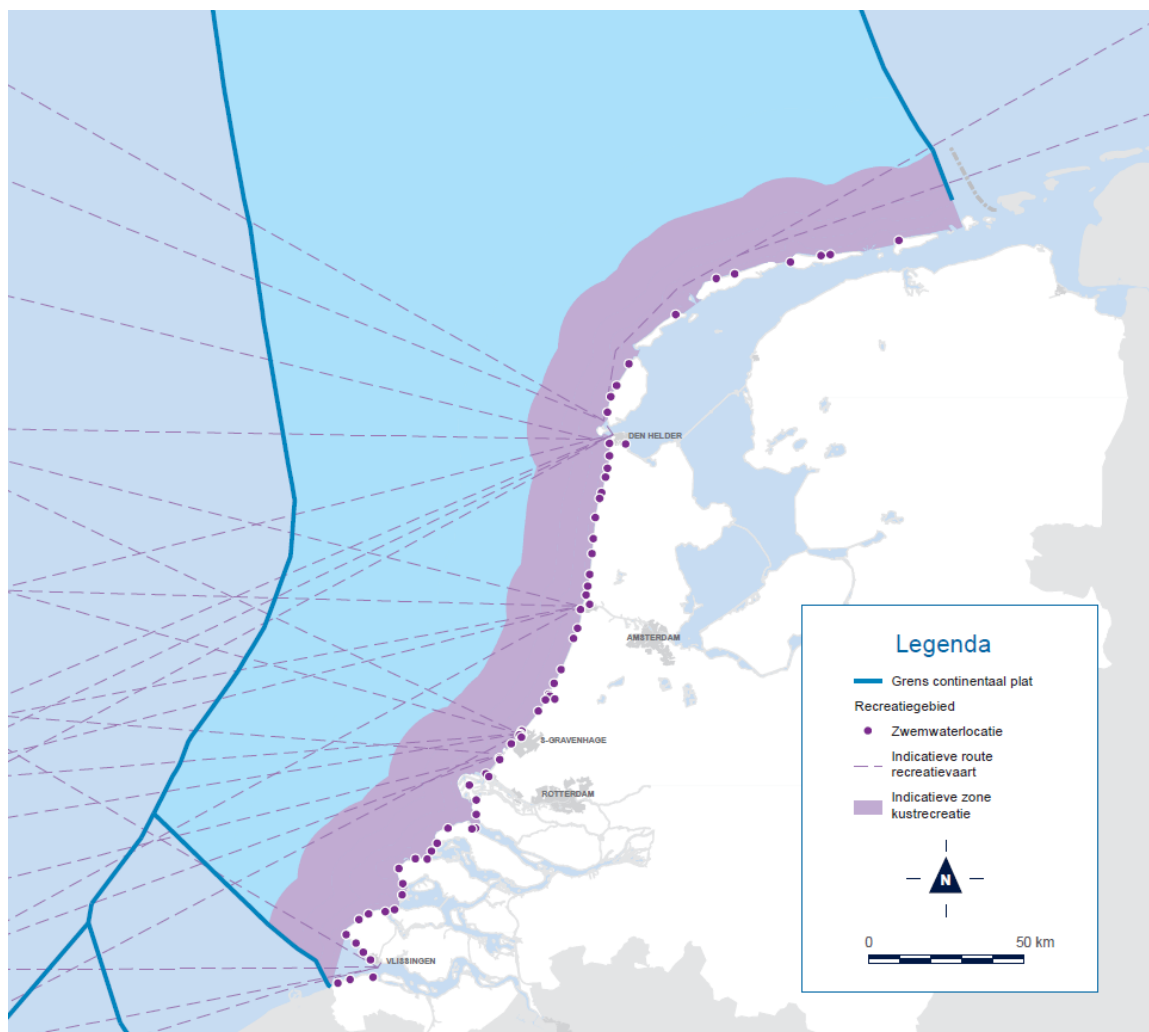 DEN HELDER
AMSTERDAM
S-GRAVENHAGE
ROTTERDAM
VLISSINGEN
Legenda
Grens continentaal plat
Recreatiegebied
Zwemwaterlocatie
Indicatieve route
recreatievaart
Indicatieve zone
kustrecreatie
N
0 50 km